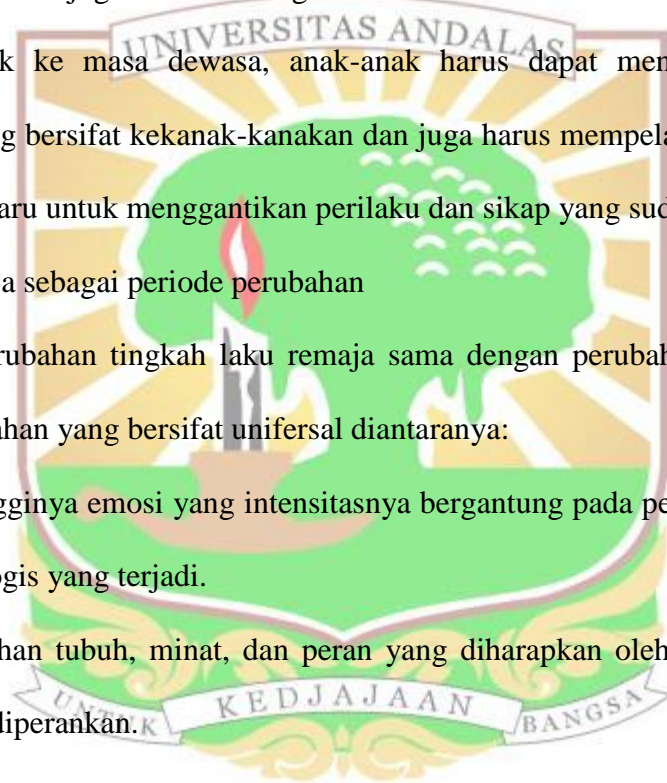 UNIVERSITAS ANDALAS
k ke masa dewasa, anak-anak harus dapat men
g bersifat kekanak-kanakan dan juga harus mempela
aru untuk menggantikan perilaku dan sikap yang sud
a sebagai periode perubahan
rubahan tingkah laku remaja sama dengan perubah
ahan yang bersifat unifersal diantaranya:
gginya emosi yang intensitasnya bergantung pada pe
ogis yang terjadi.
han tubuh, minat, dan peran yang diharapkan oleh
diperankan.
UNTUK KEDJAJAAN BANGSA